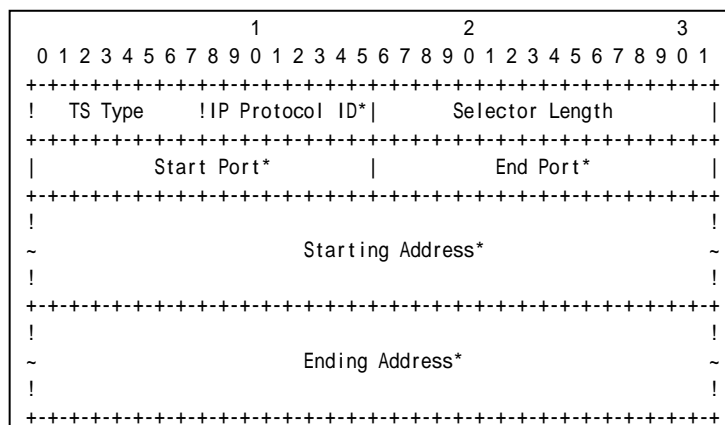 1                   2                   3
 0 1 2 3 4 5 6 7 8 9 0 1 2 3 4 5 6 7 8 9 0 1 2 3 4 5 6 7 8 9 0 1
+-+-+-+-+-+-+-+-+-+-+-+-+-+-+-+-+-+-+-+-+-+-+-+-+-+-+-+-+-+-+-+-+
!   TS Type     !IP Protocol ID*|       Selector Length         |
+-+-+-+-+-+-+-+-+-+-+-+-+-+-+-+-+-+-+-+-+-+-+-+-+-+-+-+-+-+-+-+-+
|           Start Port*         |           End Port*           |
+-+-+-+-+-+-+-+-+-+-+-+-+-+-+-+-+-+-+-+-+-+-+-+-+-+-+-+-+-+-+-+-+
!                                                               !
~                         Starting Address*                     ~
!                                                               !
+-+-+-+-+-+-+-+-+-+-+-+-+-+-+-+-+-+-+-+-+-+-+-+-+-+-+-+-+-+-+-+-+
!                                                               !
~                         Ending Address*                       ~
!                                                               !
+-+-+-+-+-+-+-+-+-+-+-+-+-+-+-+-+-+-+-+-+-+-+-+-+-+-+-+-+-+-+-+-+